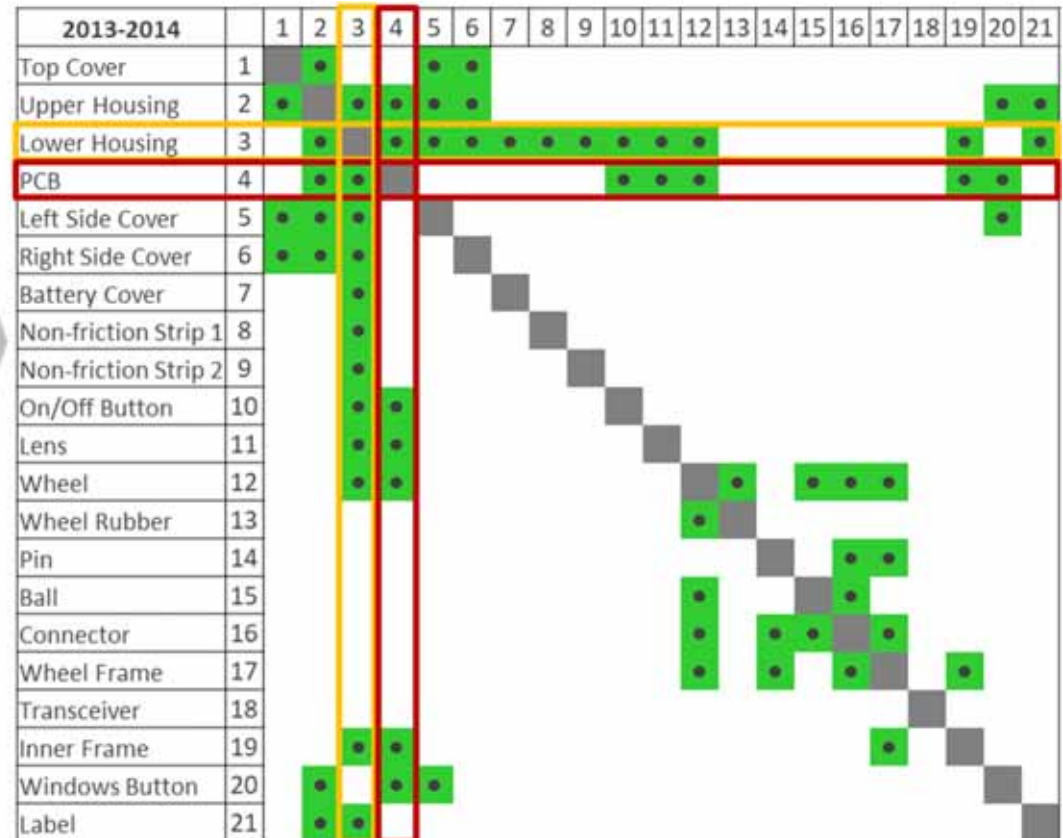 2013-2014 1 2 3 4 5 6 7 8 9 10 11 12 13 14 15 16 17 18 19 20 21
Top Cover 1
Upper Housing 2
Lower Housing 3
PCB 4
Left Side Cover 5
Right Side Cover 6
Battery Cover 7
Non-friction Strip 1 8
Non-friction Strip 2 9
On/Off Button 10
Lens 11
Wheel 12
Wheel Rubber 13
Pin 14
Ball 15
Connector 16
Wheel Frame 17
Transceiver 18
Inner Frame 19
Windows Button 20
Label 21